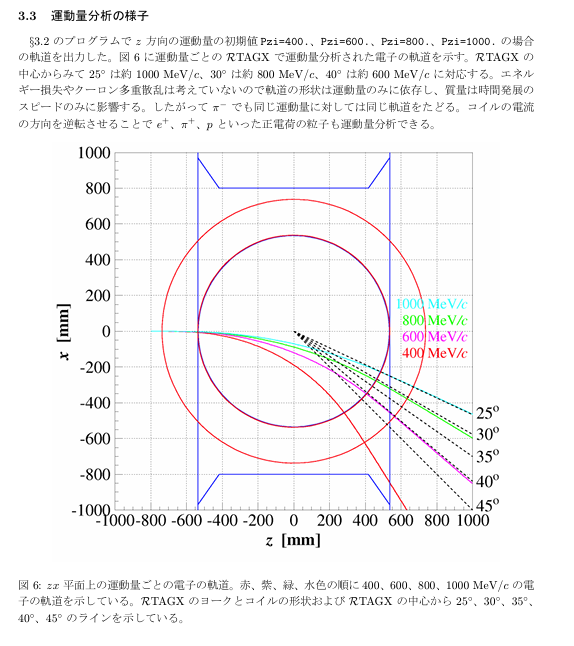 3.3 運動量分析の様子
§3.2 のプログラムで z 方向の運動量の初期値 Pzi=400.、Pzi=600.、Pzi=800.、Pzi=1000. の場合
の軌道を出力した。図 6 に運動量ごとの RTAGX で運動量分析された電子の軌道を示す。RTAGX の
中心からみて 25° は約 1000 MeV/c、30° は約 800 MeV/c、40° は約 600 MeV/c に対応する。エネル
ギー損失やクーロン多重散乱は考えていないので軌道の形状は運動量のみに依存し、質量は時間発展の
スピードのみに影響する。したがって π⁻ でも同じ運動量に対しては同じ軌道をたどる。コイルの電流
の方向を逆転させることで e⁺、π⁺、p といった正電荷の粒子も運動量分析できる。
1000
800
600
400
200
0
-200
-400
-600
-800
-1000
x [mm]
1000 MeV/c
800 MeV/c
600 MeV/c
400 MeV/c
25°
30°
35°
40°
45°
-1000 -800 -600 -400 -200 0 200 400 600 800 1000
z [mm]
図 6: zx 平面上の運動量ごとの電子の軌道。赤、紫、緑、水色の順に 400、600、800、1000 MeV/c の電
子の軌道を示している。RTAGX のヨークとコイルの形状および RTAGX の中心から 25°、30°、35°、
40°、45° のラインを示している。